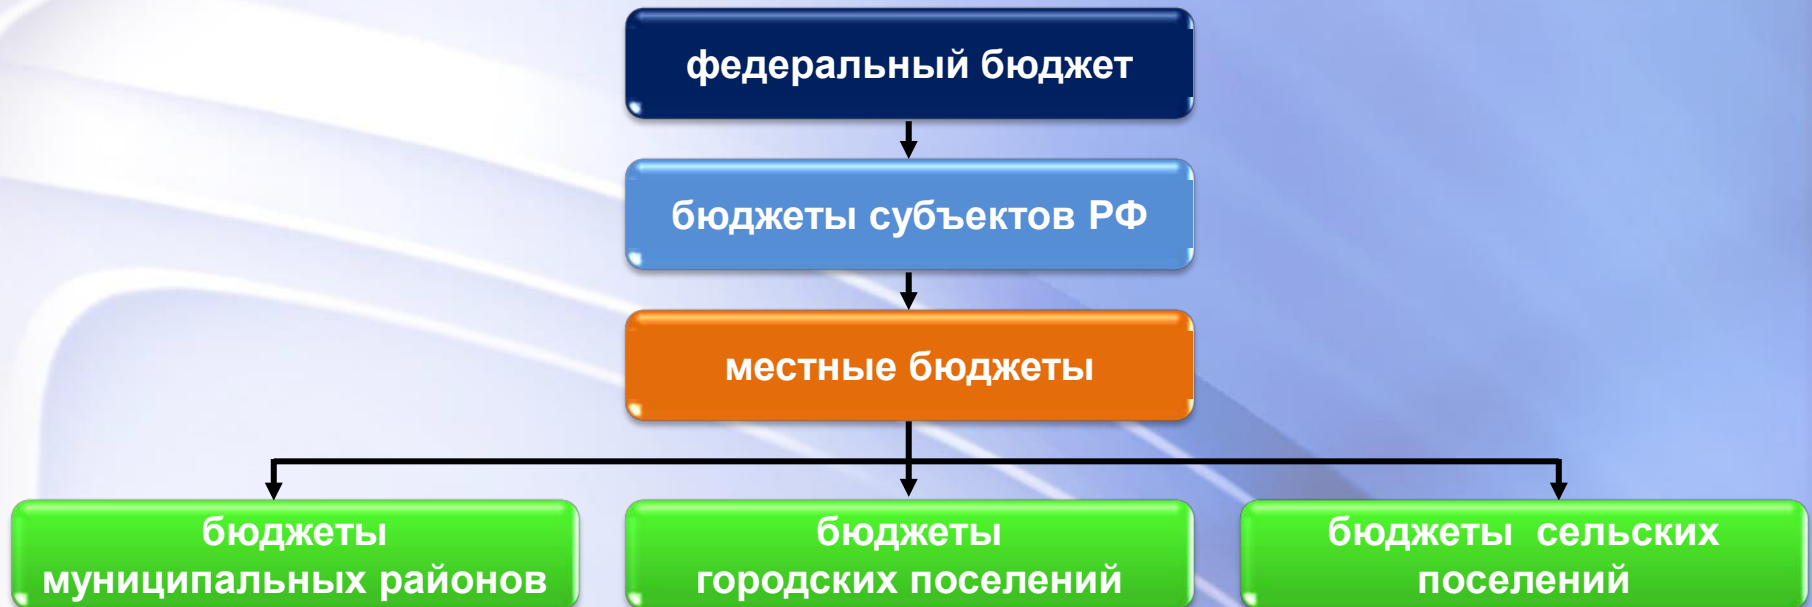 федеральный бюджет
бюджеты субъектов РФ
местные бюджеты
бюджеты
муниципальных районов
бюджеты
городских поселений
бюджеты сельских
поселений